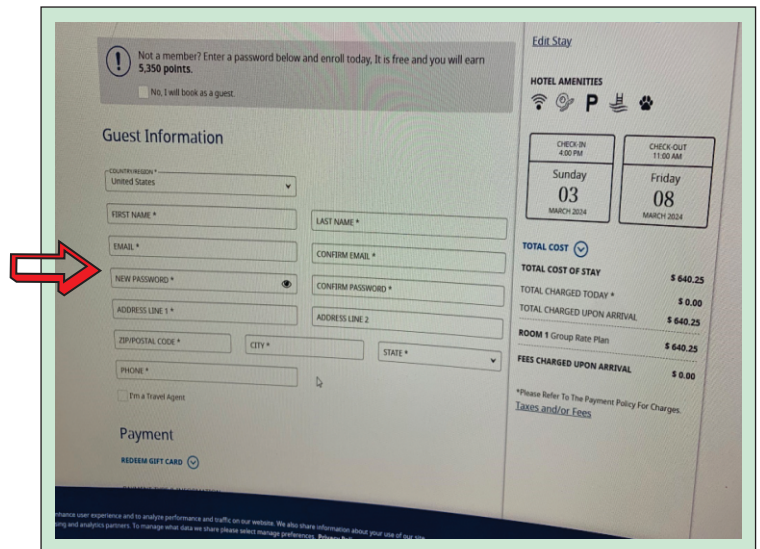 Not a member? Enter a password below and enroll today, It is free and you will earn
5,350 points.
No, I will book as a guest.
Guest Information
COUNTRY/REGION *
United States
FIRST NAME *
LAST NAME *
EMAIL *
CONFIRM EMAIL *
NEW PASSWORD *
CONFIRM PASSWORD *
ADDRESS LINE 1 *
ADDRESS LINE 2
ZIP/POSTAL CODE *
CITY *
STATE *
PHONE *
I'm a Travel Agent
Payment
REDEEM GIFT CARD
Edit Stay
HOTEL AMENITIES
P
CHECK-IN
4:00 PM
Sunday
03
MARCH 2024
CHECK-OUT
11:00 AM
Friday
08
MARCH 2024
TOTAL COST
TOTAL COST OF STAY $ 640.25
TOTAL CHARGED TODAY * $ 0.00
TOTAL CHARGED UPON ARRIVAL $ 640.25
ROOM 1 Group Rate Plan $ 640.25
FEES CHARGED UPON ARRIVAL $ 0.00
*Please Refer To The Payment Policy For Charges.
Taxes and/or Fees
enhance user experience and to analyze performance and traffic on our website. We also share information about your use of our site
sing and analytics partners. To manage what data we share please select manage preferences.